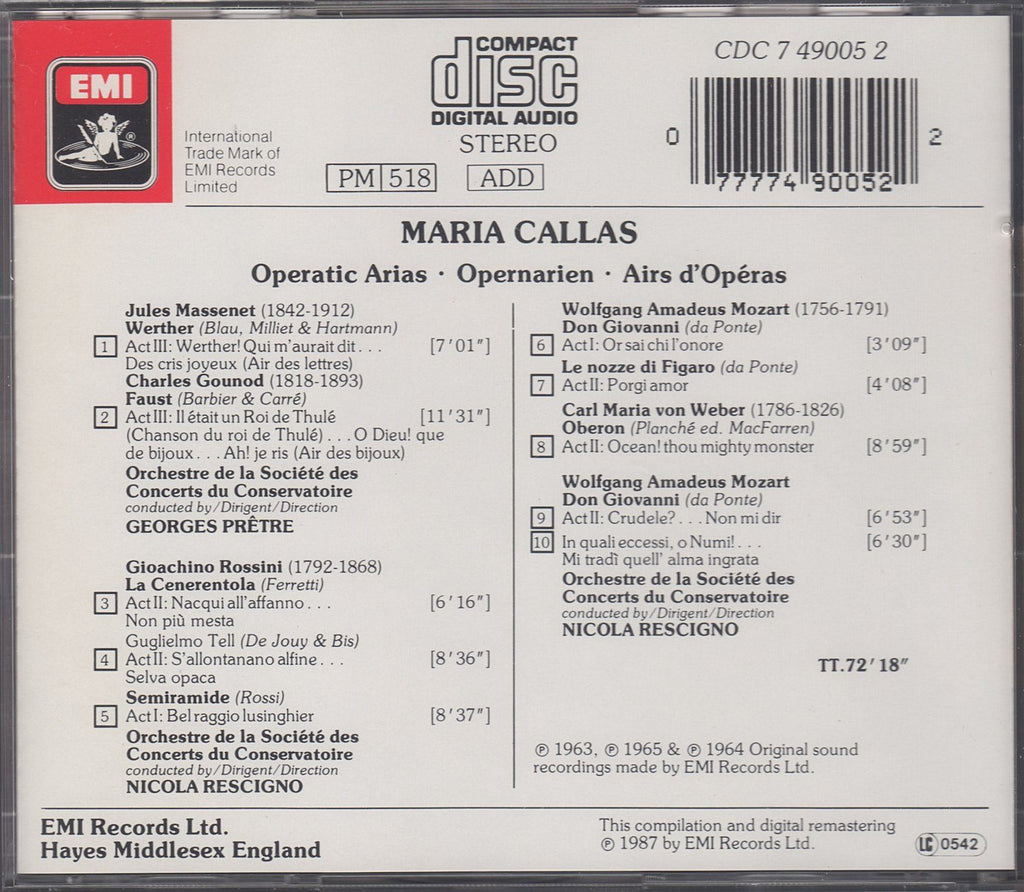 EMI
®
International
Trade Mark of
EMI Records
Limited
COMPACT
disc
DIGITAL AUDIO
STEREO
PM 518 ADD
CDC 7 49005 2
0 77774 90052 2
MARIA CALLAS
Operatic Arias · Opernarien · Airs d'Opéras
Jules Massenet (1842-1912)
Werther (Blau, Milliet & Hartmann)
1 Act III: Werther! Qui m'aurait dit . . . [7'01"]
Des cris joyeux (Air des lettres)
Charles Gounod (1818-1893)
Faust (Barbier & Carré)
2 Act III: Il était un Roi de Thulé [11'31"]
(Chanson du roi de Thulé) . . . O Dieu! que
de bijoux . . . Ah! je ris (Air des bijoux)
Orchestre de la Société des
Concerts du Conservatoire
conducted by/Dirigent/Direction
GEORGES PRÊTRE
Gioachino Rossini (1792-1868)
La Cenerentola (Ferretti)
3 Act II: Nacqui all'affanno . . . [6'16"]
Non più mesta
Guglielmo Tell (De Jouy & Bis)
4 Act II: S'allontanano alfine . . . [8'36"]
Selva opaca
Semiramide (Rossi)
5 Act I: Bel raggio lusinghier [8'37"]
Orchestre de la Société des
Concerts du Conservatoire
conducted by/Dirigent/Direction
NICOLA RESCIGNO
Wolfgang Amadeus Mozart (1756-1791)
Don Giovanni (da Ponte)
6 Act I: Or sai chi l'onore [3'09"]
Le nozze di Figaro (da Ponte)
7 Act II: Porgi amor [4'08"]
Carl Maria von Weber (1786-1826)
Oberon (Planché ed. MacFarren)
8 Act II: Ocean! thou mighty monster [8'59"]
Wolfgang Amadeus Mozart
Don Giovanni (da Ponte)
9 Act II: Crudele? . . . Non mi dir [6'53"]
10 In quali eccessi, o Numi! . . . [6'30"]
Mi tradì quell' alma ingrata
Orchestre de la Société des
Concerts du Conservatoire
conducted by/Dirigent/Direction
NICOLA RESCIGNO
TT.72'18"
℗ 1963, ℗ 1965 & ℗ 1964 Original sound
recordings made by EMI Records Ltd.
EMI Records Ltd.
Hayes Middlesex England
This compilation and digital remastering
℗ 1987 by EMI Records Ltd.
LC 0542